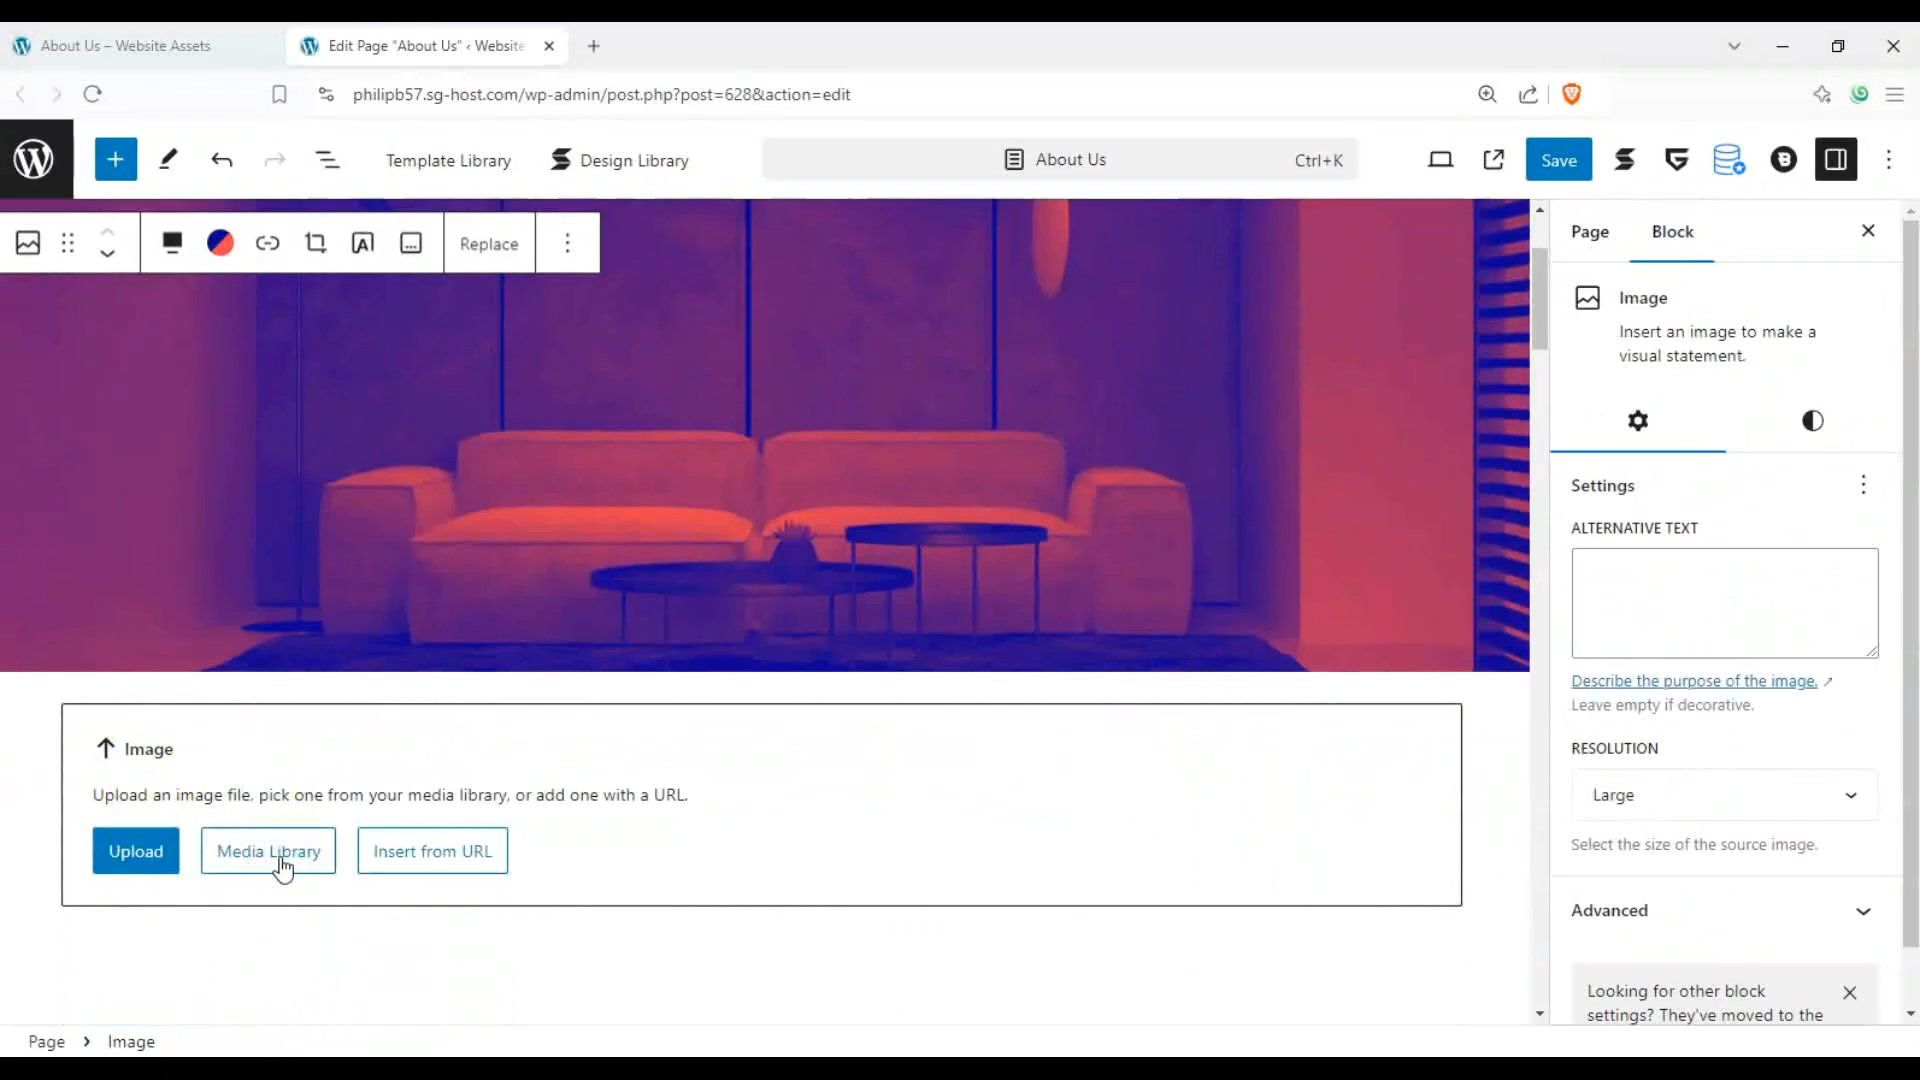 About Us – Website Assets
Edit Page “About Us” ‹ Website
philipb57.sg-host.com/wp-admin/post.php?post=628&action=edit
Template Library
Design Library
About Us
Ctrl+K
Save
Replace
Page
Block
Image
Insert an image to make a
visual statement.
Settings
ALTERNATIVE TEXT
Describe the purpose of the image. ↗
Leave empty if decorative.
RESOLUTION
Large
Select the size of the source image.
Advanced
Looking for other block
settings? They've moved to the
Image
Upload an image file, pick one from your media library, or add one with a URL.
Upload
Media Library
Insert from URL
Page › Image